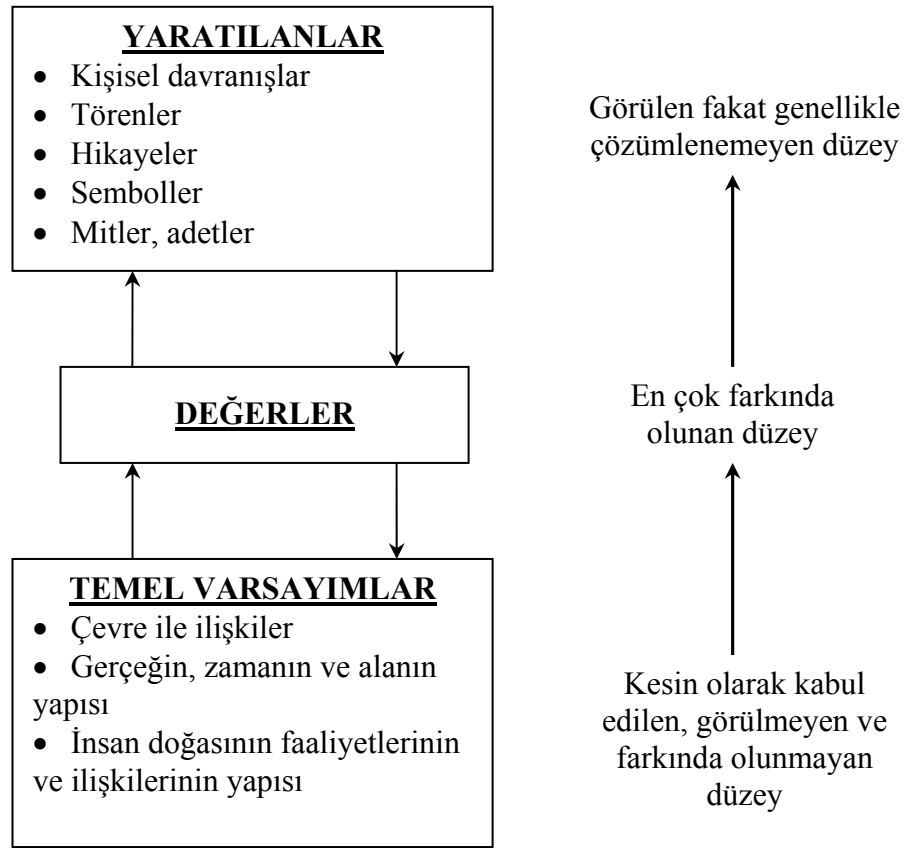 YARATILANLAR
• Kişisel davranışlar
• Törenler
• Hikayeler
• Semboller
• Mitler, adetler
Görülen fakat genellikle
çözümlenemeyen düzey
DEĞERLER
En çok farkında
olunan düzey
TEMEL VARSAYIMLAR
• Çevre ile ilişkiler
• Gerçeğin, zamanın ve alanın
yapısı
• İnsan doğasının faaliyetlerinin
ve ilişkilerinin yapısı
Kesin olarak kabul
edilen, görülmeyen ve
farkında olunmayan
düzey